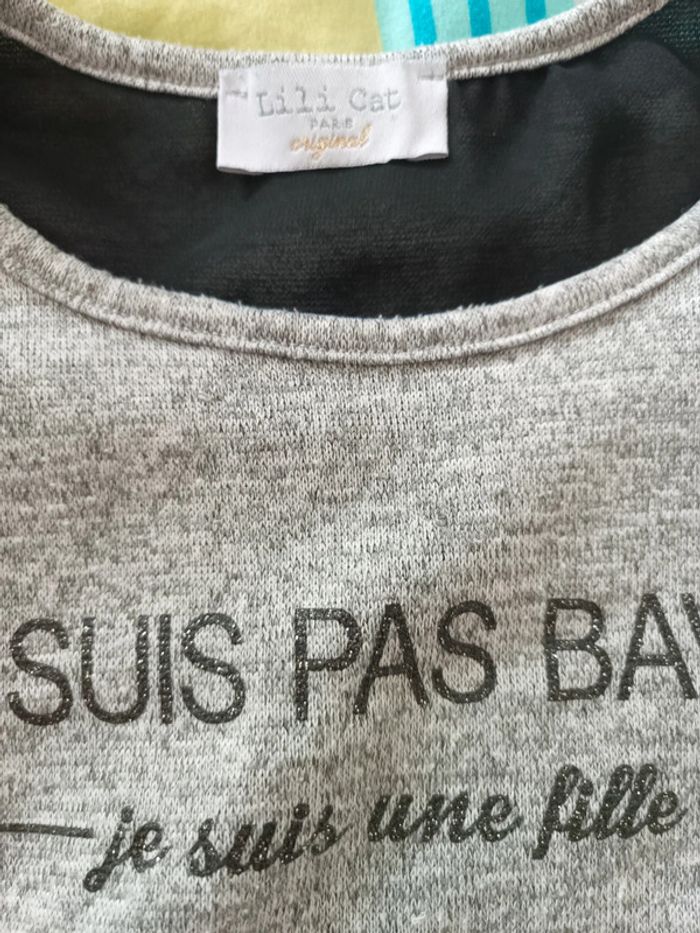 Lili Cat
PARIS
original
SUIS PAS BA
je suis une fille